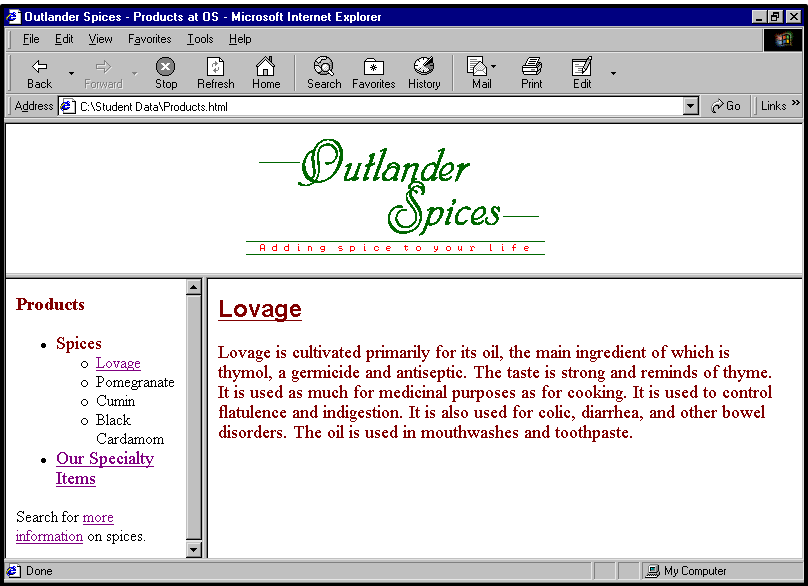 Outlander Spices - Products at OS - Microsoft Internet Explorer
File Edit View Favorites Tools Help
Back Forward Stop Refresh Home Search Favorites History Mail Print Edit
Address C:\Student Data\Products.html Go Links »
Outlander
Spices
Adding spice to your life
Products
Spices
Lovage
Pomegranate
Cumin
Black
Cardamom
Our Specialty
Items
Search for more
information on spices.
Lovage
Lovage is cultivated primarily for its oil, the main ingredient of which is
thymol, a germicide and antiseptic. The taste is strong and reminds of thyme.
It is used as much for medicinal purposes as for cooking. It is used to control
flatulence and indigestion. It is also used for colic, diarrhea, and other bowel
disorders. The oil is used in mouthwashes and toothpaste.
Done My Computer